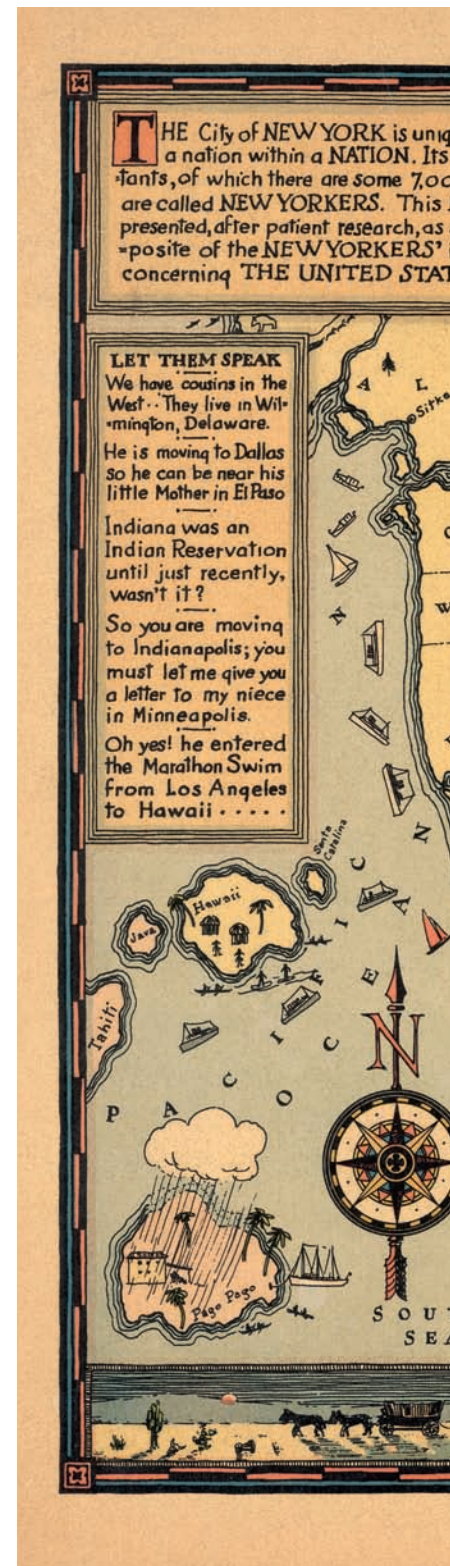 THE City of NEW YORK is uniq
a nation within a NATION. Its
-tants, of which there are some 7,00
are called NEW YORKERS. This
presented, after patient research, as
-posite of the NEW YORKERS'
concerning THE UNITED STAT
LET THEM SPEAK
We have cousins in the
West·· They live in Wil-
-mington, Delaware.
He is moving to Dallas
so he can be near his
little Mother in El Paso
Indiana was an
Indian Reservation
until just recently,
wasn't it?
So you are moving
to Indianapolis; you
must let me give you
a letter to my niece
in Minneapolis.
Oh yes! he entered
the Marathon Swim
from Los Angeles
to Hawaii · · · · ·
A L
Sitka
W
N
Santa
Catalina
Hawaii
Java
Tahiti
PACIFIC
OCEAN
N
Pago Pago
SOU
SEA